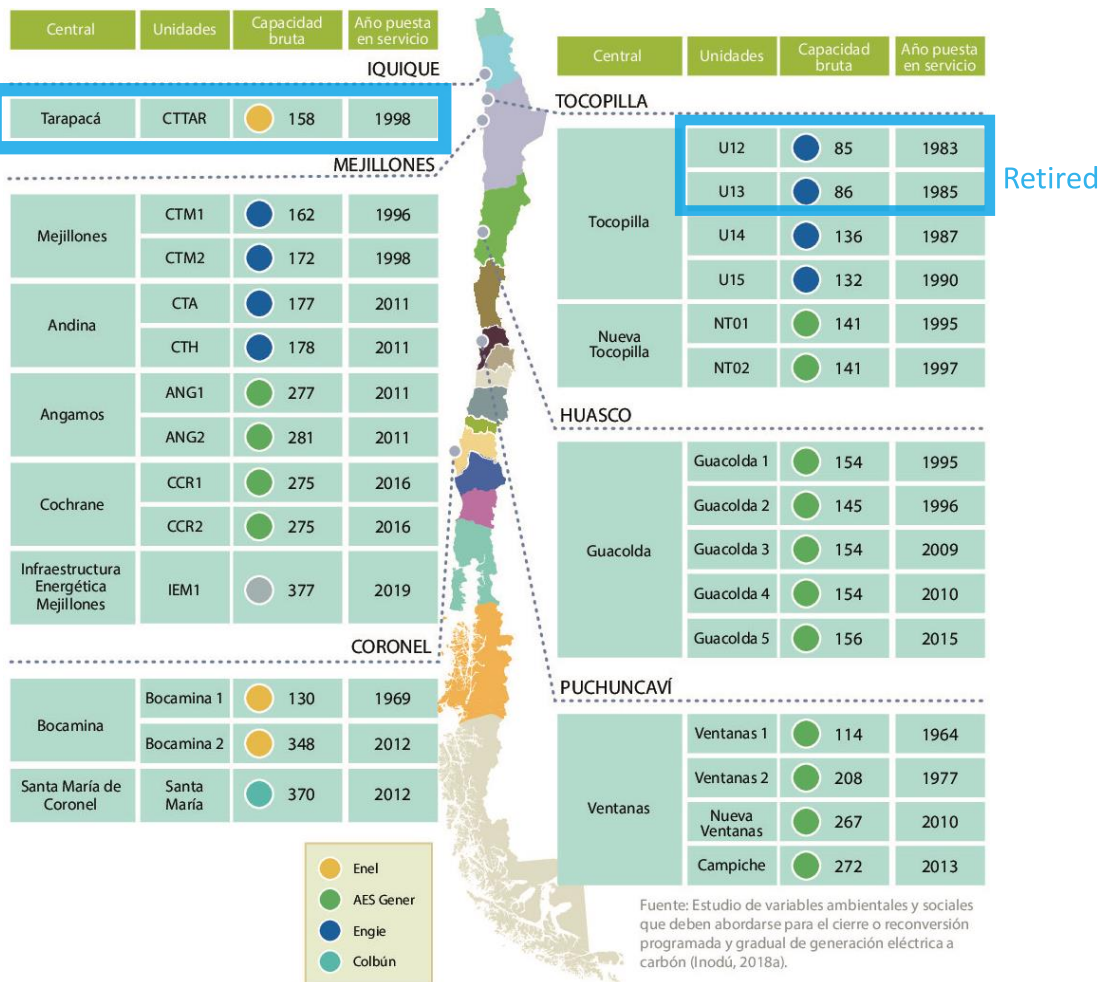 Central Unidades Capacidad bruta Año puesta en servicio
IQUIQUE
Tarapacá CTTAR 158 1998
MEJILLONES
Mejillones
CTM1 162 1996
CTM2 172 1998
Andina
CTA 177 2011
CTH 178 2011
Angamos
ANG1 277 2011
ANG2 281 2011
Cochrane
CCR1 275 2016
CCR2 275 2016
Infraestructura
Energética
Mejillones
IEM1 377 2019
CORONEL
Bocamina
Bocamina 1 130 1969
Bocamina 2 348 2012
Santa María de
Coronel
Santa
María
370 2012
Enel
AES Gener
Engie
Colbún
Central Unidades Capacidad bruta Año puesta en servicio
TOCOPILLA
Tocopilla
U12 85 1983
U13 86 1985
Retired
U14 136 1987
U15 132 1990
Nueva
Tocopilla
NT01 141 1995
NT02 141 1997
HUASCO
Guacolda
Guacolda 1 154 1995
Guacolda 2 145 1996
Guacolda 3 154 2009
Guacolda 4 154 2010
Guacolda 5 156 2015
PUCHUNCAVÍ
Ventanas
Ventanas 1 114 1964
Ventanas 2 208 1977
Nueva
Ventanas
267 2010
Campiche 272 2013
Fuente: Estudio de variables ambientales y sociales
que deben abordarse para el cierre o reconversión
programada y gradual de generación eléctrica a
carbón (Inodú, 2018a).